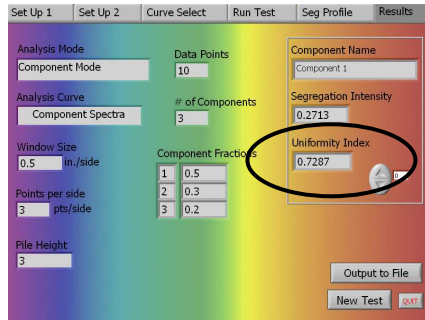 Set Up 1 Set Up 2 Curve Select Run Test Seg Profile Results
Analysis Mode
Component Mode
Data Points
10
Component Name
Component 1
Analysis Curve
Component Spectra
# of Components
3
Segregation Intensity
0.2713
Window Size
0.5 in./side
Component Fractions
1 0.5
2 0.3
3 0.2
Uniformity Index
0.7287
0
Points per side
3 pts/side
Pile Height
3
Output to File
New Test QUIT